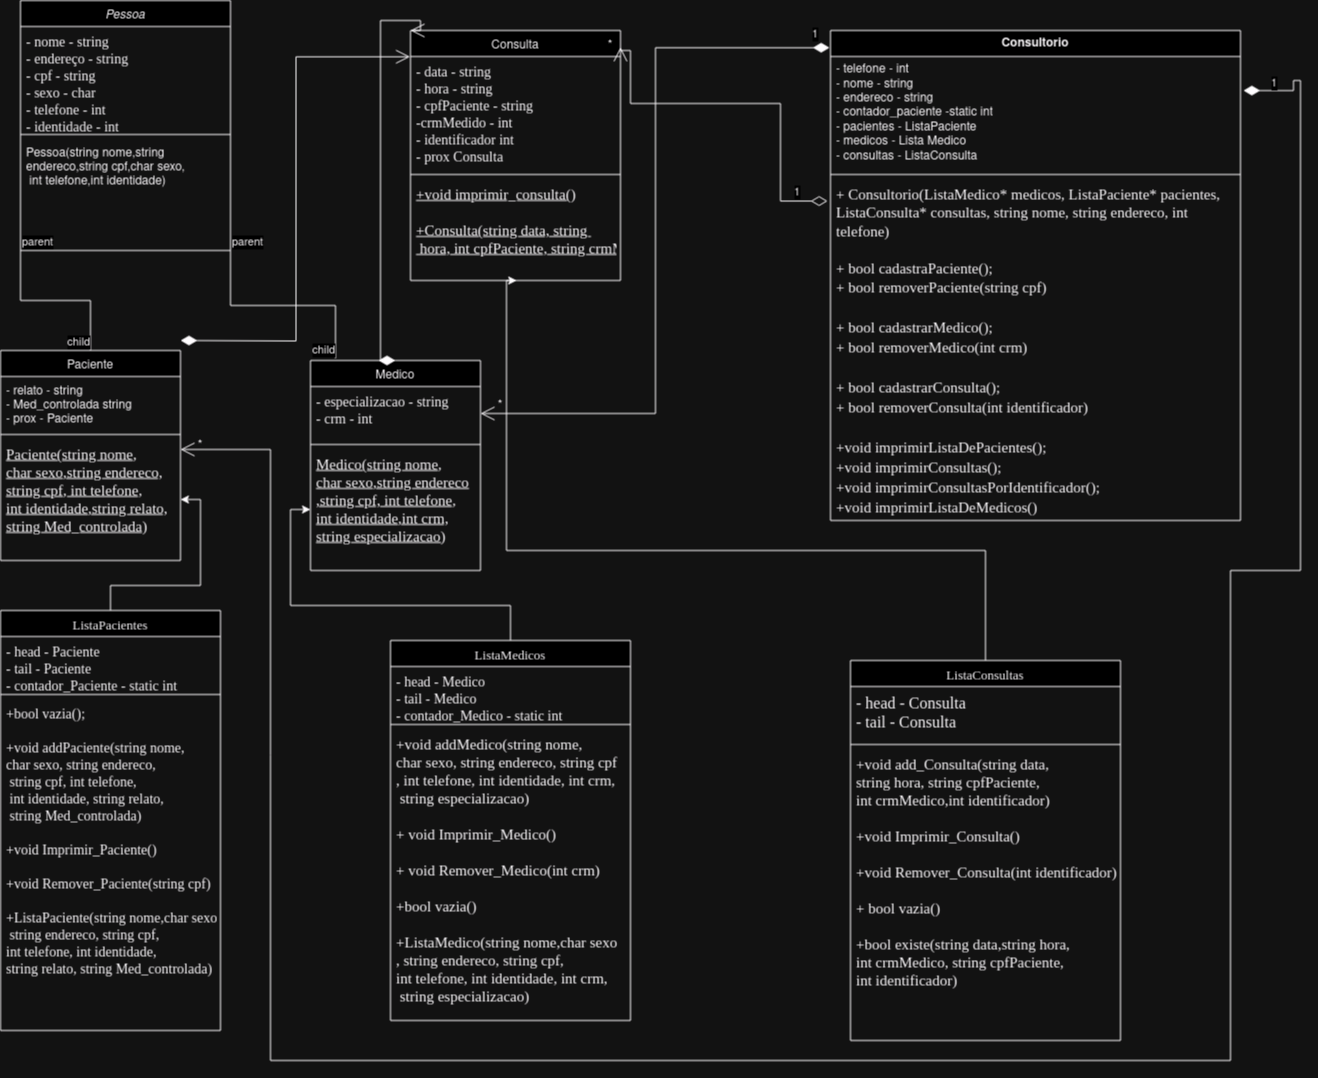 Pessoa
- nome - string
- endereço - string
- cpf - string
- sexo - char
- telefone - int
- identidade - int
Pessoa(string nome,string
endereco,string cpf,char sexo,
int telefone,int identidade)
parent
parent
child
child
Consulta
*
- data - string
- hora - string
- cpfPaciente - string
-crmMedido - int
- identificador int
- prox Consulta
+void imprimir_consulta()
+Consulta(string data, string
hora, int cpfPaciente, string crm)
1
Consultorio
- telefone - int
- nome - string
- endereco - string
- contador_paciente -static int
- pacientes - ListaPaciente
- medicos - Lista Medico
- consultas - ListaConsulta
1
1
+ Consultorio(ListaMedico* medicos, ListaPaciente* pacientes,
ListaConsulta* consultas, string nome, string endereco, int
telefone)
+ bool cadastraPaciente();
+ bool removerPaciente(string cpf)
+ bool cadastrarMedico();
+ bool removerMedico(int crm)
+ bool cadastrarConsulta();
+ bool removerConsulta(int identificador)
+void imprimirListaDePacientes();
+void imprimirConsultas();
+void imprimirConsultasPorIdentificador();
+void imprimirListaDeMedicos()
Paciente
- relato - string
- Med_controlada string
- prox - Paciente
*
Paciente(string nome,
char sexo,string endereco,
string cpf, int telefone,
int identidade,string relato,
string Med_controlada)
Medico
- especializacao - string
- crm - int
*
Medico(string nome,
char sexo,string endereco
,string cpf, int telefone,
int identidade,int crm,
string especializacao)
ListaPacientes
- head - Paciente
- tail - Paciente
- contador_Paciente - static int
+bool vazia();
+void addPaciente(string nome,
char sexo, string endereco,
string cpf, int telefone,
int identidade, string relato,
string Med_controlada)
+void Imprimir_Paciente()
+void Remover_Paciente(string cpf)
+ListaPaciente(string nome,char sexo
string endereco, string cpf,
int telefone, int identidade,
string relato, string Med_controlada)
ListaMedicos
- head - Medico
- tail - Medico
- contador_Medico - static int
+void addMedico(string nome,
char sexo, string endereco, string cpf
, int telefone, int identidade, int crm,
string especializacao)
+ void Imprimir_Medico()
+ void Remover_Medico(int crm)
+bool vazia()
+ListaMedico(string nome,char sexo
, string endereco, string cpf,
int telefone, int identidade, int crm,
string especializacao)
ListaConsultas
- head - Consulta
- tail - Consulta
+void add_Consulta(string data,
string hora, string cpfPaciente,
int crmMedico,int identificador)
+void Imprimir_Consulta()
+void Remover_Consulta(int identificador)
+ bool vazia()
+bool existe(string data,string hora,
int crmMedico, string cpfPaciente,
int identificador)